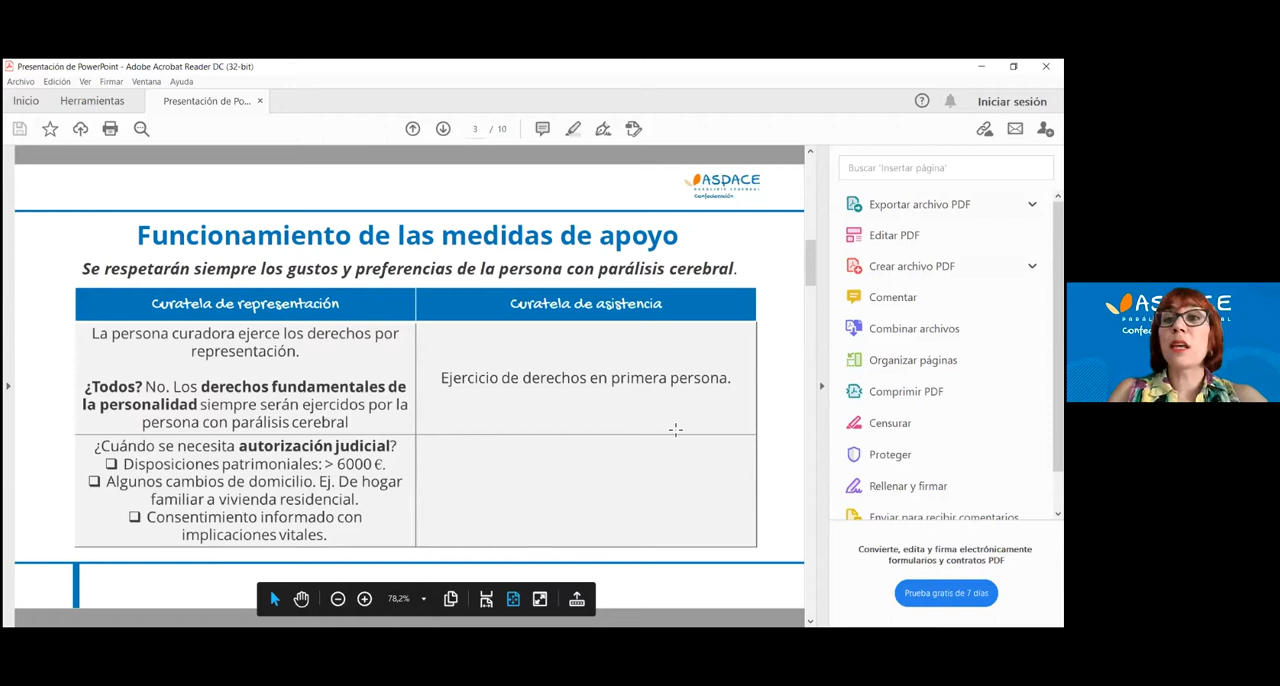 Presentación de PowerPoint - Adobe Acrobat Reader DC (32-bit)
Archivo Edición Ver Firmar Ventana Ayuda
Inicio Herramientas Presentación de Po... × Iniciar sesión
3 / 10
Buscar 'Insertar página'
ASPACE
PARÁLISIS CEREBRAL
Confederación
Funcionamiento de las medidas de apoyo
Se respetarán siempre los gustos y preferencias de la persona con parálisis cerebral.
Curatela de representación
La persona curadora ejerce los derechos por
representación.
¿Todos? No. Los derechos fundamentales de
la personalidad siempre serán ejercidos por la
persona con parálisis cerebral
Curatela de asistencia
Ejercicio de derechos en primera persona.
¿Cuándo se necesita autorización judicial?
❑ Disposiciones patrimoniales: > 6000 €.
❑ Algunos cambios de domicilio. Ej. De hogar
familiar a vivienda residencial.
❑ Consentimiento informado con
implicaciones vitales.
78,2%
Exportar archivo PDF
Editar PDF
Crear archivo PDF
Comentar
Combinar archivos
Organizar páginas
Comprimir PDF
Censurar
Proteger
Rellenar y firmar
Enviar para recibir comentarios
Convierte, edita y firma electrónicamente
formularios y contratos PDF
Prueba gratis de 7 días